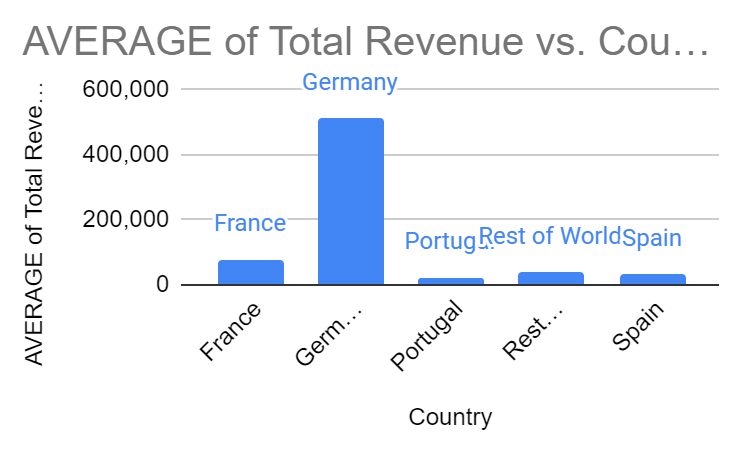 AVERAGE of Total Revenue vs. Cou…
AVERAGE of Total Reve…
600,000
400,000
200,000
0
France
Germany
Portug…
Rest of World
Spain
France
Germ…
Portugal
Rest…
Spain
Country